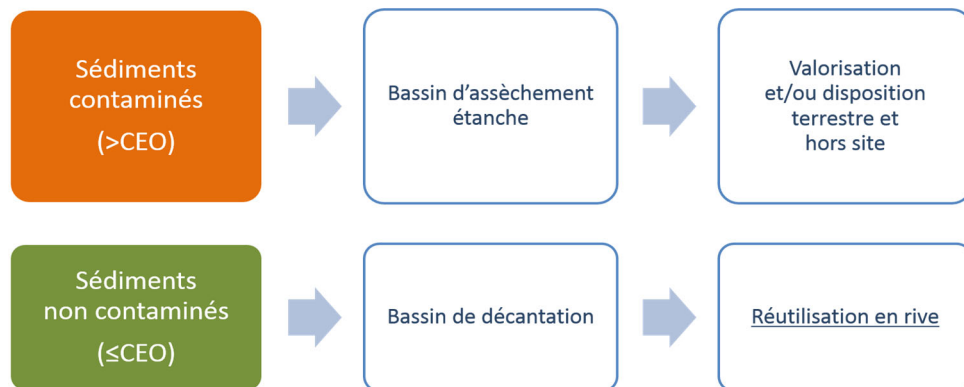 Sédiments
contaminés
(>CEO)
Bassin d’assèchement
étanche
Valorisation
et/ou disposition
terrestre et
hors site
Sédiments
non contaminés
(≤CEO)
Bassin de décantation
Réutilisation en rive